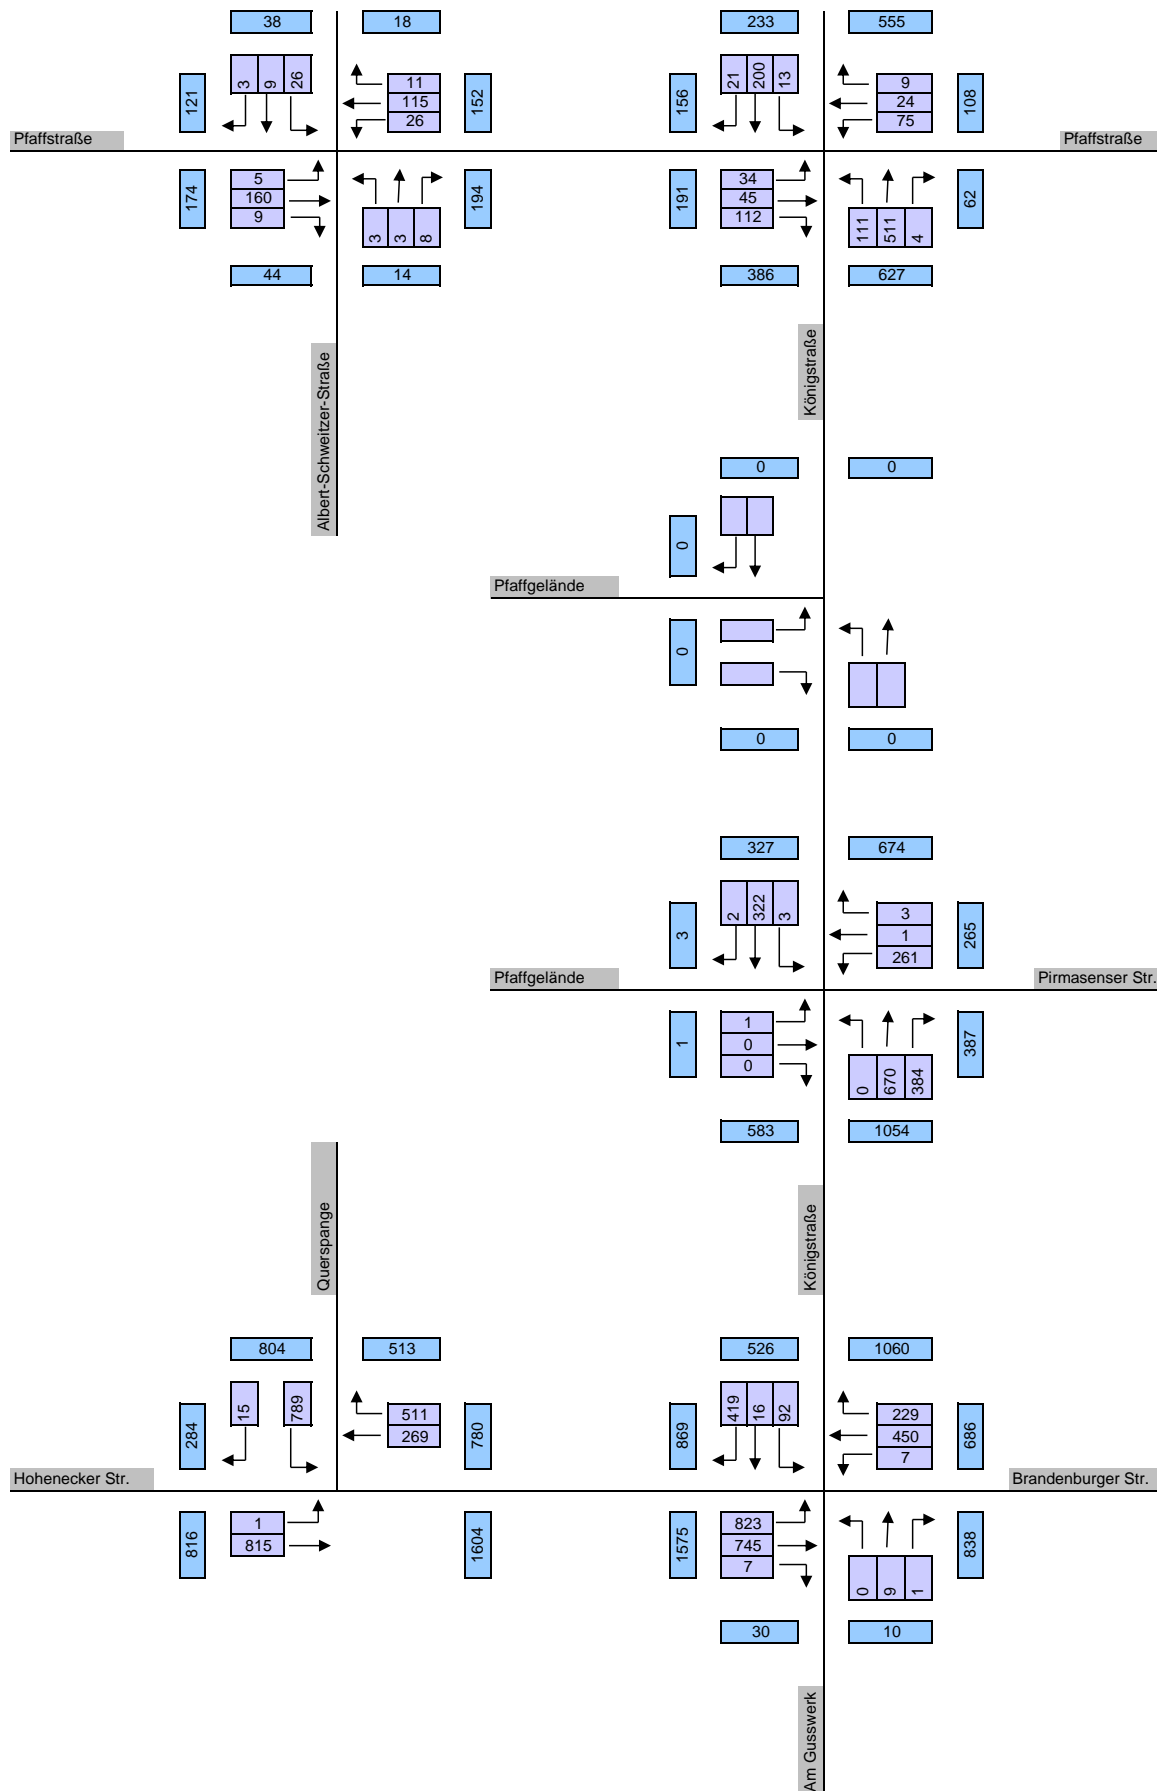 38 18 233 555
3 9 26
11
115
26
121 152
21 200 13
9
24
75
156 108
Pfaffstraße Pfaffstraße
174
5
160
9
3 3 8
194
191
34
45
112
111 511 4
62
44 14 386 627
Albert-Schweitzer-Straße
Königstraße
0 0
0
Pfaffgelände
0
0 0
327 674
3
2 322 3
3
1
261
265
Pfaffgelände Pirmasenser Str.
1
1
0
0
0 670 384
387
583 1054
Querspange
Königstraße
804 513 526 1060
284
15 789
511
269
780
869
419 16 92
229
450
7
686
Hohenecker Str. Brandenburger Str.
816
1
815
1604
1575
823
745
7
0 9 1
838
30 10
Am Gusswerk